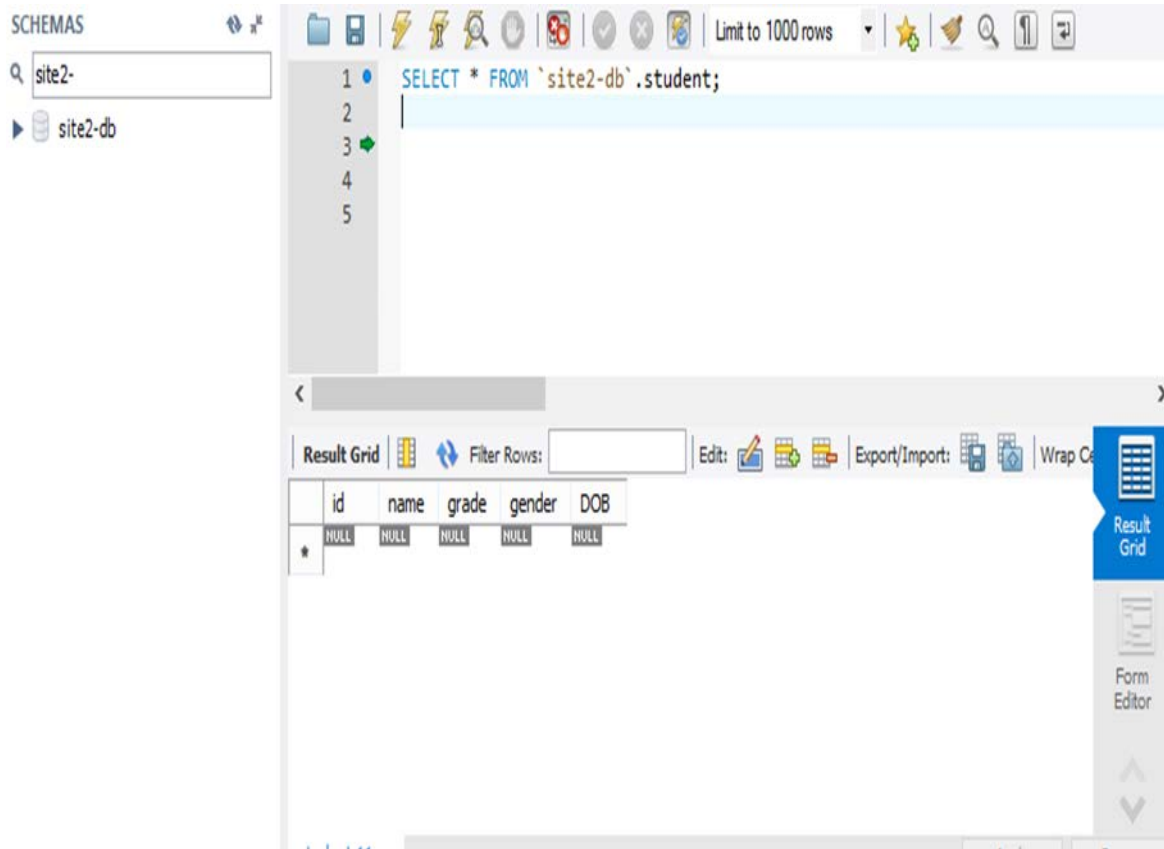 SCHEMAS
site2-
site2-db
Limit to 1000 rows
1 SELECT * FROM `site2-db`.student;
2
3
4
5
Result Grid Filter Rows: Edit: Export/Import: Wrap Ce
id name grade gender DOB
* NULL NULL NULL NULL NULL
Result
Grid
Form
Editor